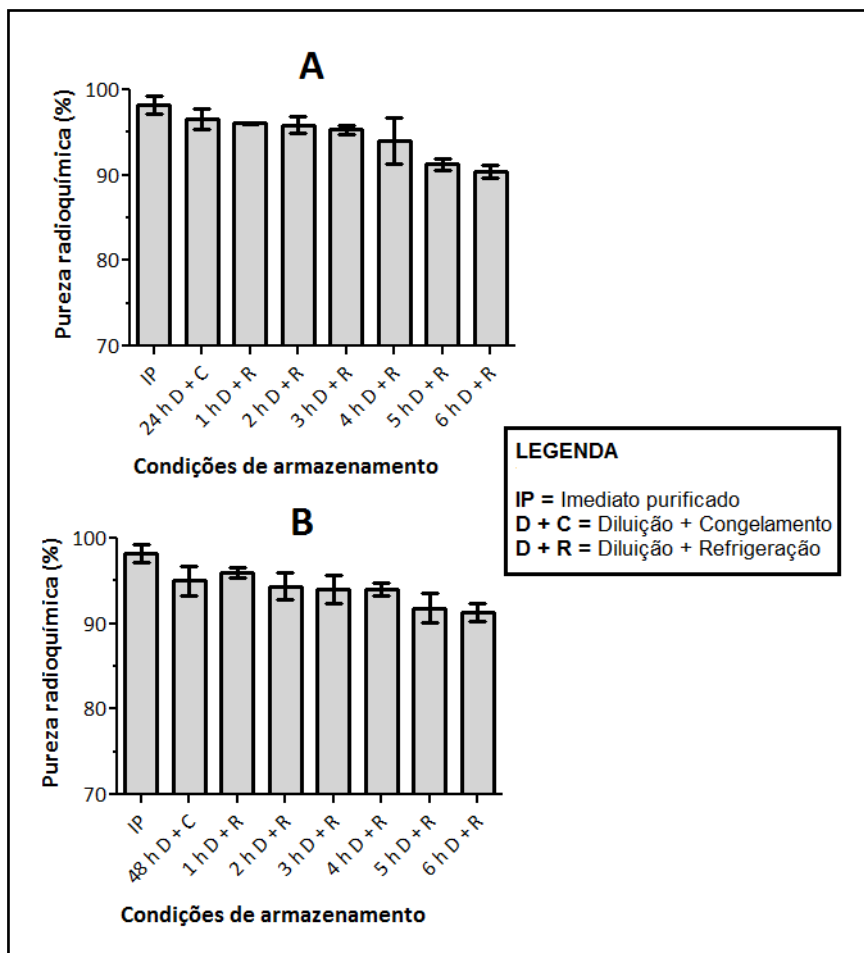 A
Pureza radioquímica (%)
100
90
80
70
IP
24 h D + C
1 h D + R
2 h D + R
3 h D + R
4 h D + R
5 h D + R
6 h D + R
Condições de armazenamento
LEGENDA
IP = Imediato purificado
D + C = Diluição + Congelamento
D + R = Diluição + Refrigeração
B
Pureza radioquímica (%)
100
90
80
70
IP
48 h D + C
1 h D + R
2 h D + R
3 h D + R
4 h D + R
5 h D + R
6 h D + R
Condições de armazenamento